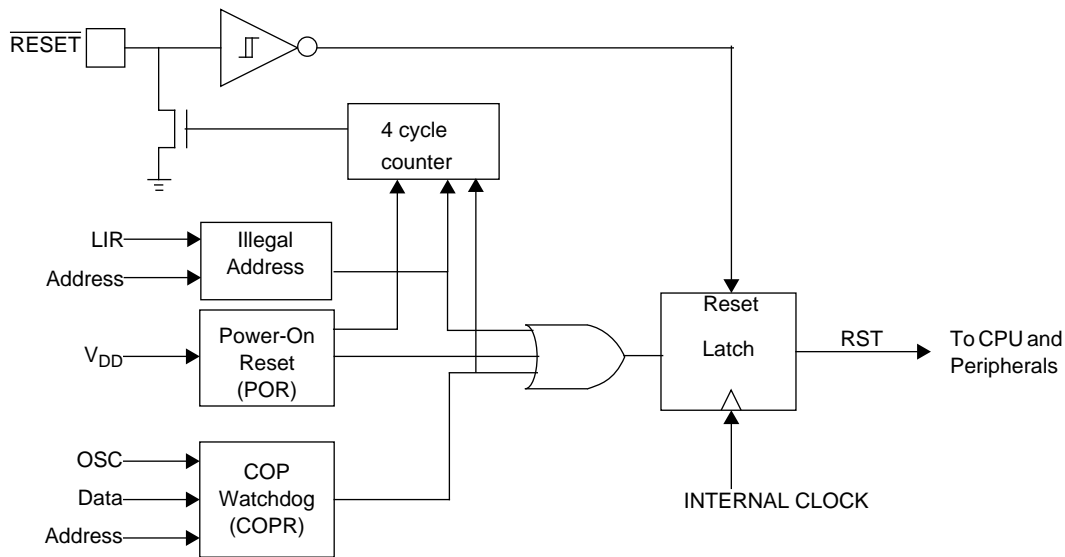 RESET
4 cycle
counter
LIR
Address
Illegal
Address
VDD
Power-On
Reset
(POR)
Reset
Latch
RST
To CPU and
Peripherals
OSC
Data
Address
COP
Watchdog
(COPR)
INTERNAL CLOCK